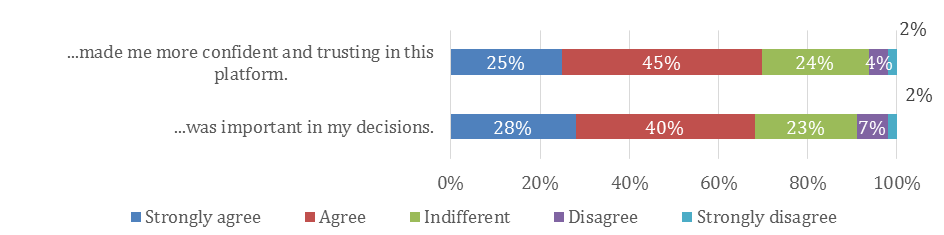 2%
...made me more confident and trusting in this
platform.
25% 45% 24% 4%
2%
...was important in my decisions.
28% 40% 23% 7%
0% 20% 40% 60% 80% 100%
Strongly agree Agree Indifferent Disagree Strongly disagree